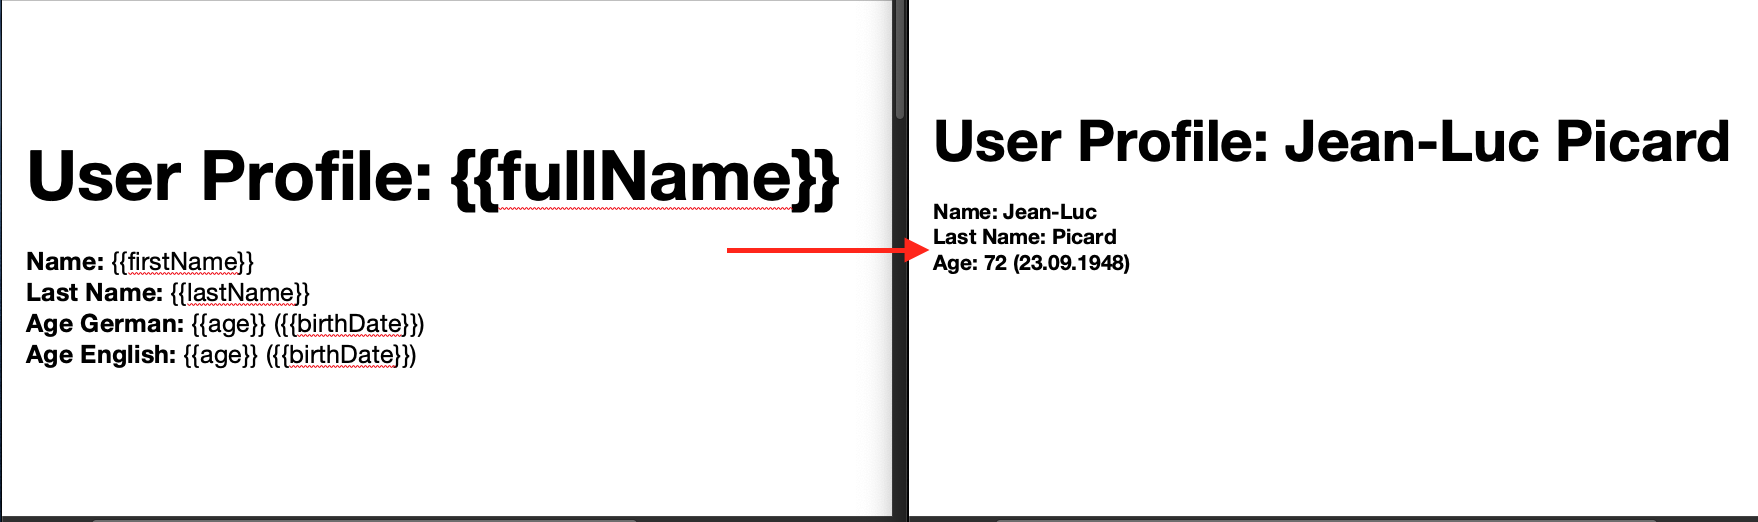 User Profile: {{fullName}}
Name: {{firstName}}
Last Name: {{lastName}}
Age German: {{age}} ({{birthDate}})
Age English: {{age}} ({{birthDate}})
User Profile: Jean-Luc Picard
Name: Jean-Luc
Last Name: Picard
Age: 72 (23.09.1948)